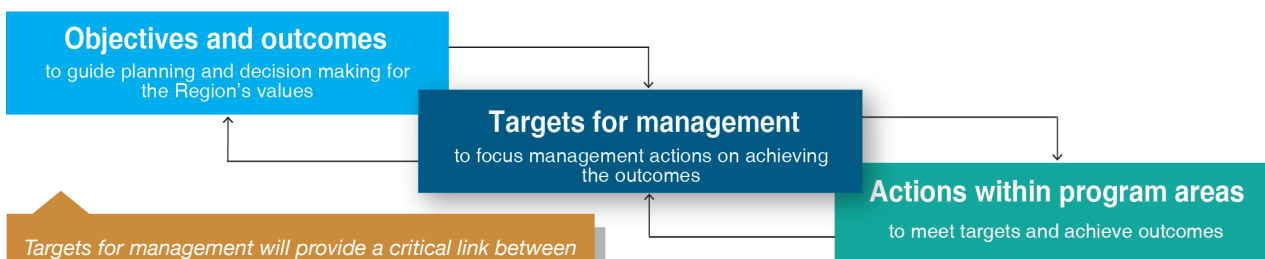 Objectives and outcomes
to guide planning and decision making for
the Region's values
Targets for management
to focus management actions on achieving
the outcomes
Actions within program areas
to meet targets and achieve outcomes
Targets for management will provide a critical link between